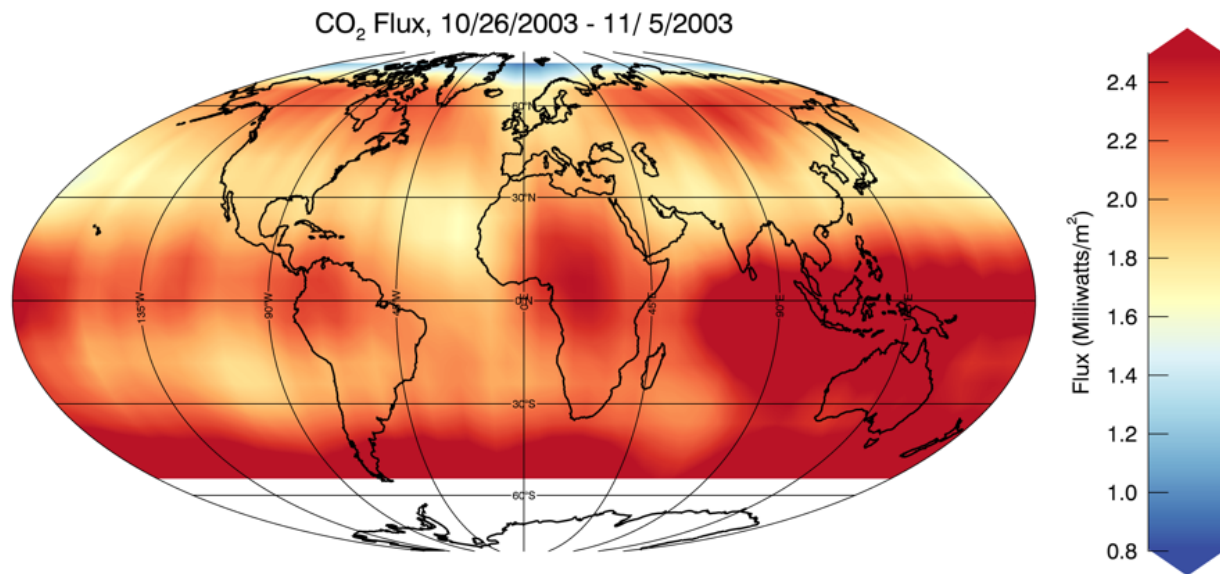 CO₂ Flux, 10/26/2003 - 11/ 5/2003
60°N
30°N
135°W
90°W
0°N
45°E
90°E
30°S
60°S
2.4
2.2
2.0
1.8
1.6
1.4
1.2
1.0
0.8
Flux (Milliwatts/m²)